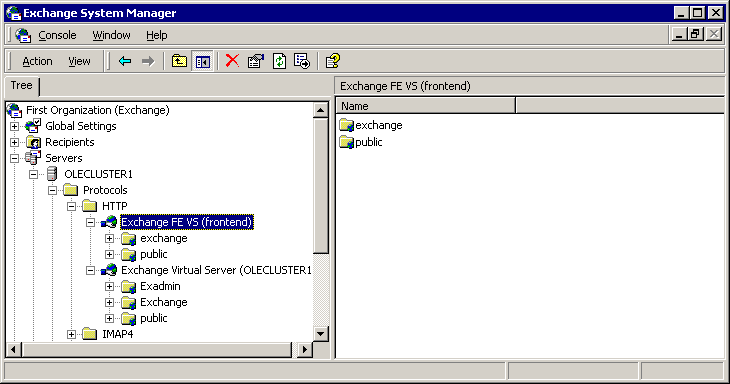 Exchange System Manager
Console Window Help
Action View
Tree
Exchange FE VS (frontend)
Name
First Organization (Exchange)
Global Settings
Recipients
Servers
OLECLUSTER1
Protocols
HTTP
Exchange FE VS (frontend)
exchange
public
Exchange Virtual Server (OLECLUSTER1
Exadmin
Exchange
public
IMAP4
exchange
public